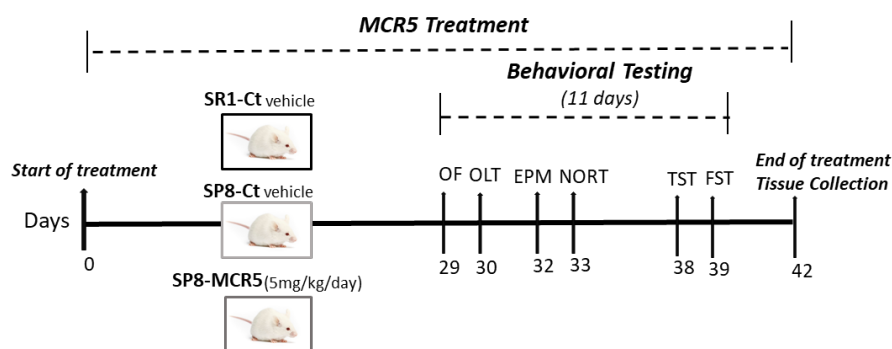 MCR5 Treatment
Behavioral Testing
(11 days)
SR1-Ct vehicle
Start of treatment
SP8-Ct vehicle
OF OLT EPM NORT TST FST
End of treatment
Tissue Collection
Days
0 29 30 32 33 38 39 42
SP8-MCR5 (5mg/kg/day)